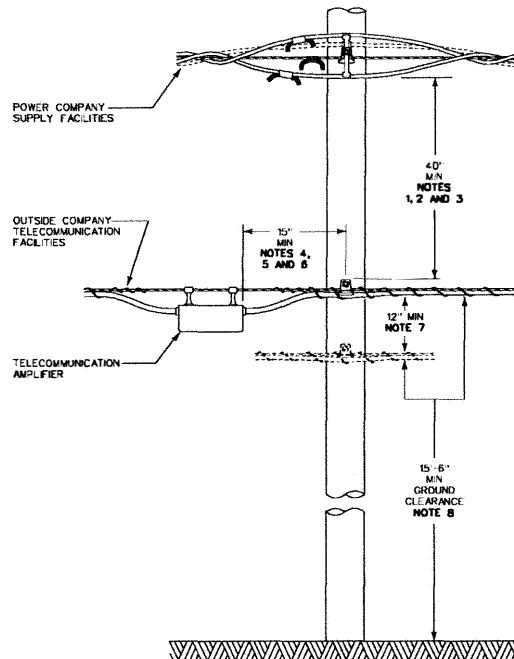 POWER COMPANY
SUPPLY FACILITIES
40"
MIN
NOTES
1, 2 AND 3
OUTSIDE COMPANY
TELECOMMUNICATION
FACILITIES
15"
MIN
NOTES 4,
5 AND 6
12" MIN
NOTE 7
TELECOMMUNICATION
AMPLIFIER
15'-6"
MIN
GROUND
CLEARANCE
NOTE 8